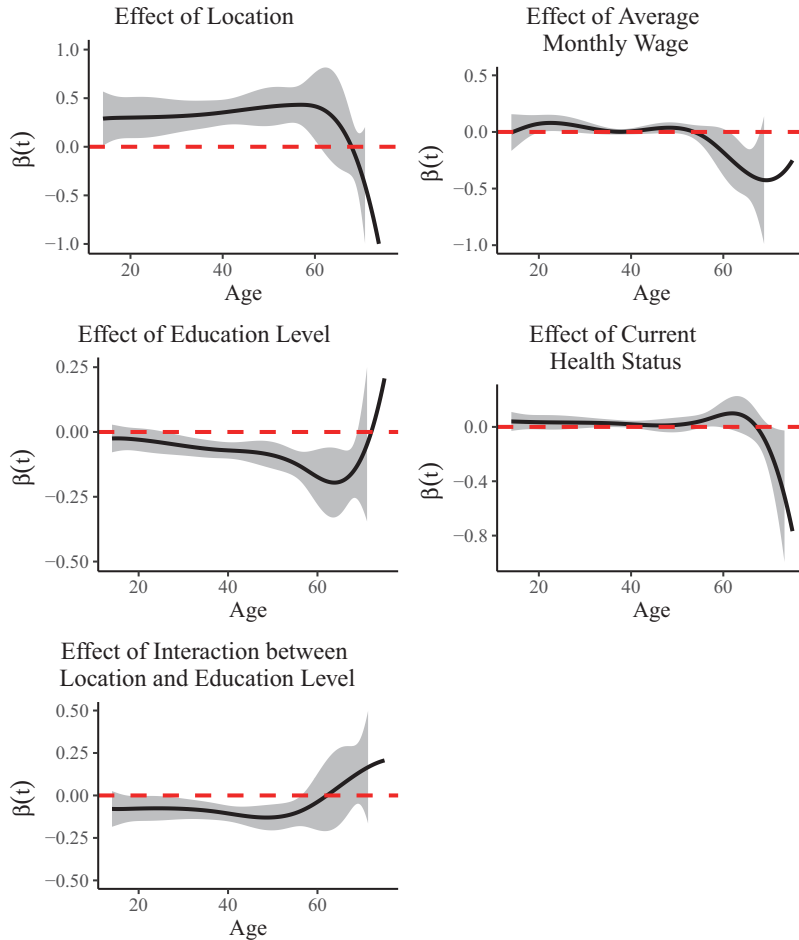 Effect of Location
1.0
0.5
0.0
−0.5
−1.0
β(t)
20 40 60
Age
Effect of Average
Monthly Wage
0.5
0.0
−0.5
−1.0
β(t)
20 40 60
Age
Effect of Education Level
0.25
0.00
−0.25
−0.50
β(t)
20 40 60
Age
Effect of Current
Health Status
0.0
−0.4
−0.8
β(t)
20 40 60
Age
Effect of Interaction between
Location and Education Level
0.50
0.25
0.00
−0.25
−0.50
β(t)
20 40 60
Age